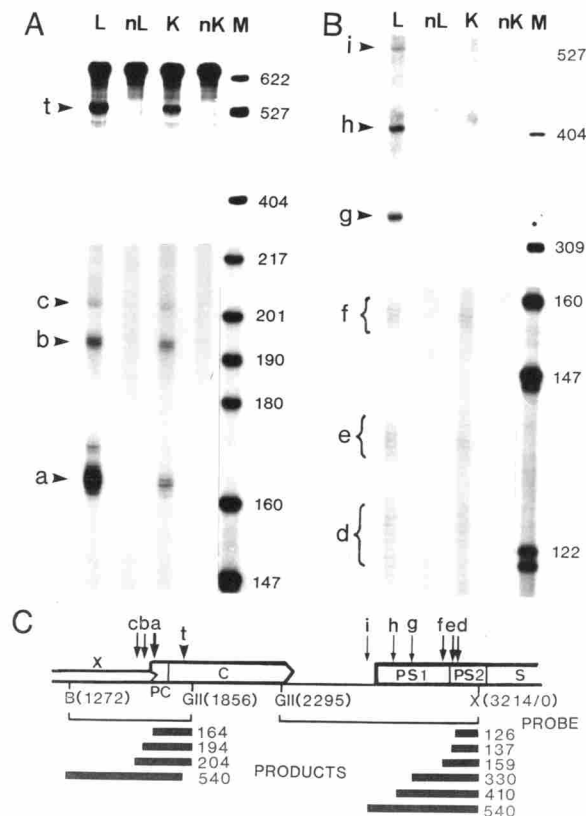 A L nL K nK M
B L nL K nK M
t
c
b
a
622
527
404
217
201
190
180
160
147
i
h
g
f
e
d
527
404
309
160
147
122
C
cba t i h g fed
X C PS1 PS2 S
B(1272) PC GII(1856) GII(2295) X(3214/0)
PROBE
164 126
194 137
204 159
540 PRODUCTS 330
410
540